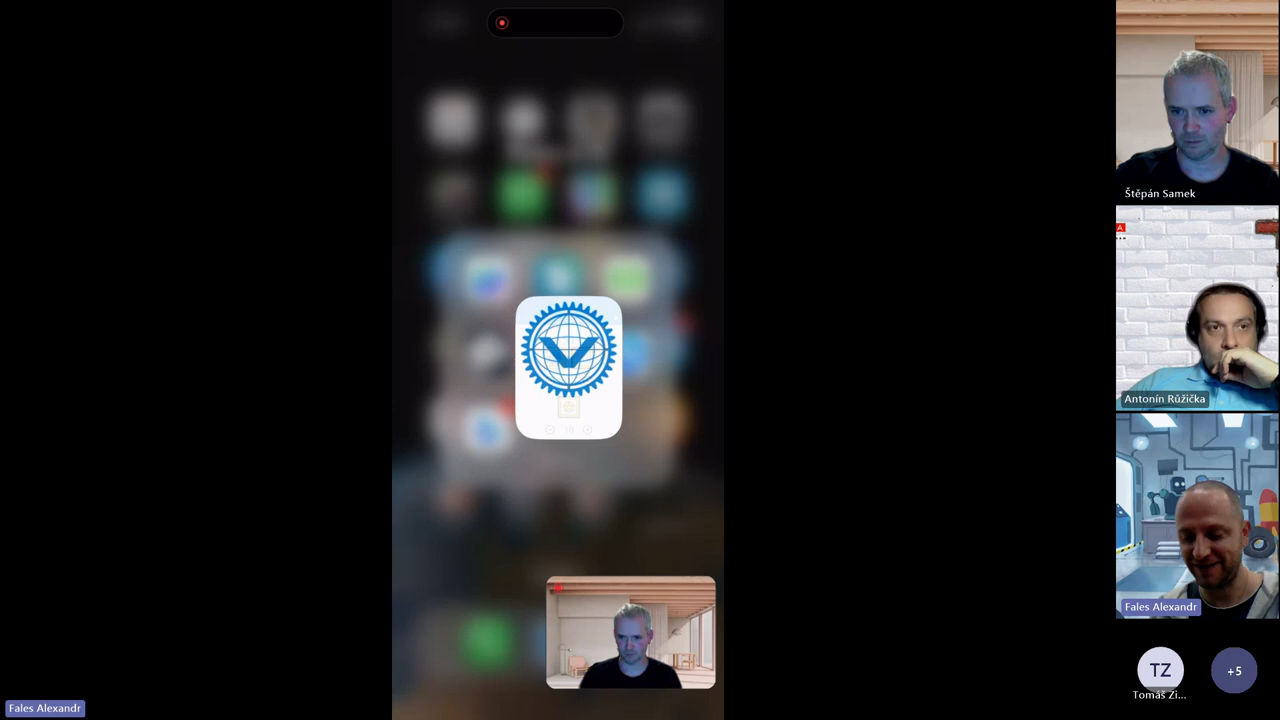 Štěpán Samek
A
Antonín Růžička
Fales Alexandr
TZ
+5
Tomáš Zi...
Fales Alexandr